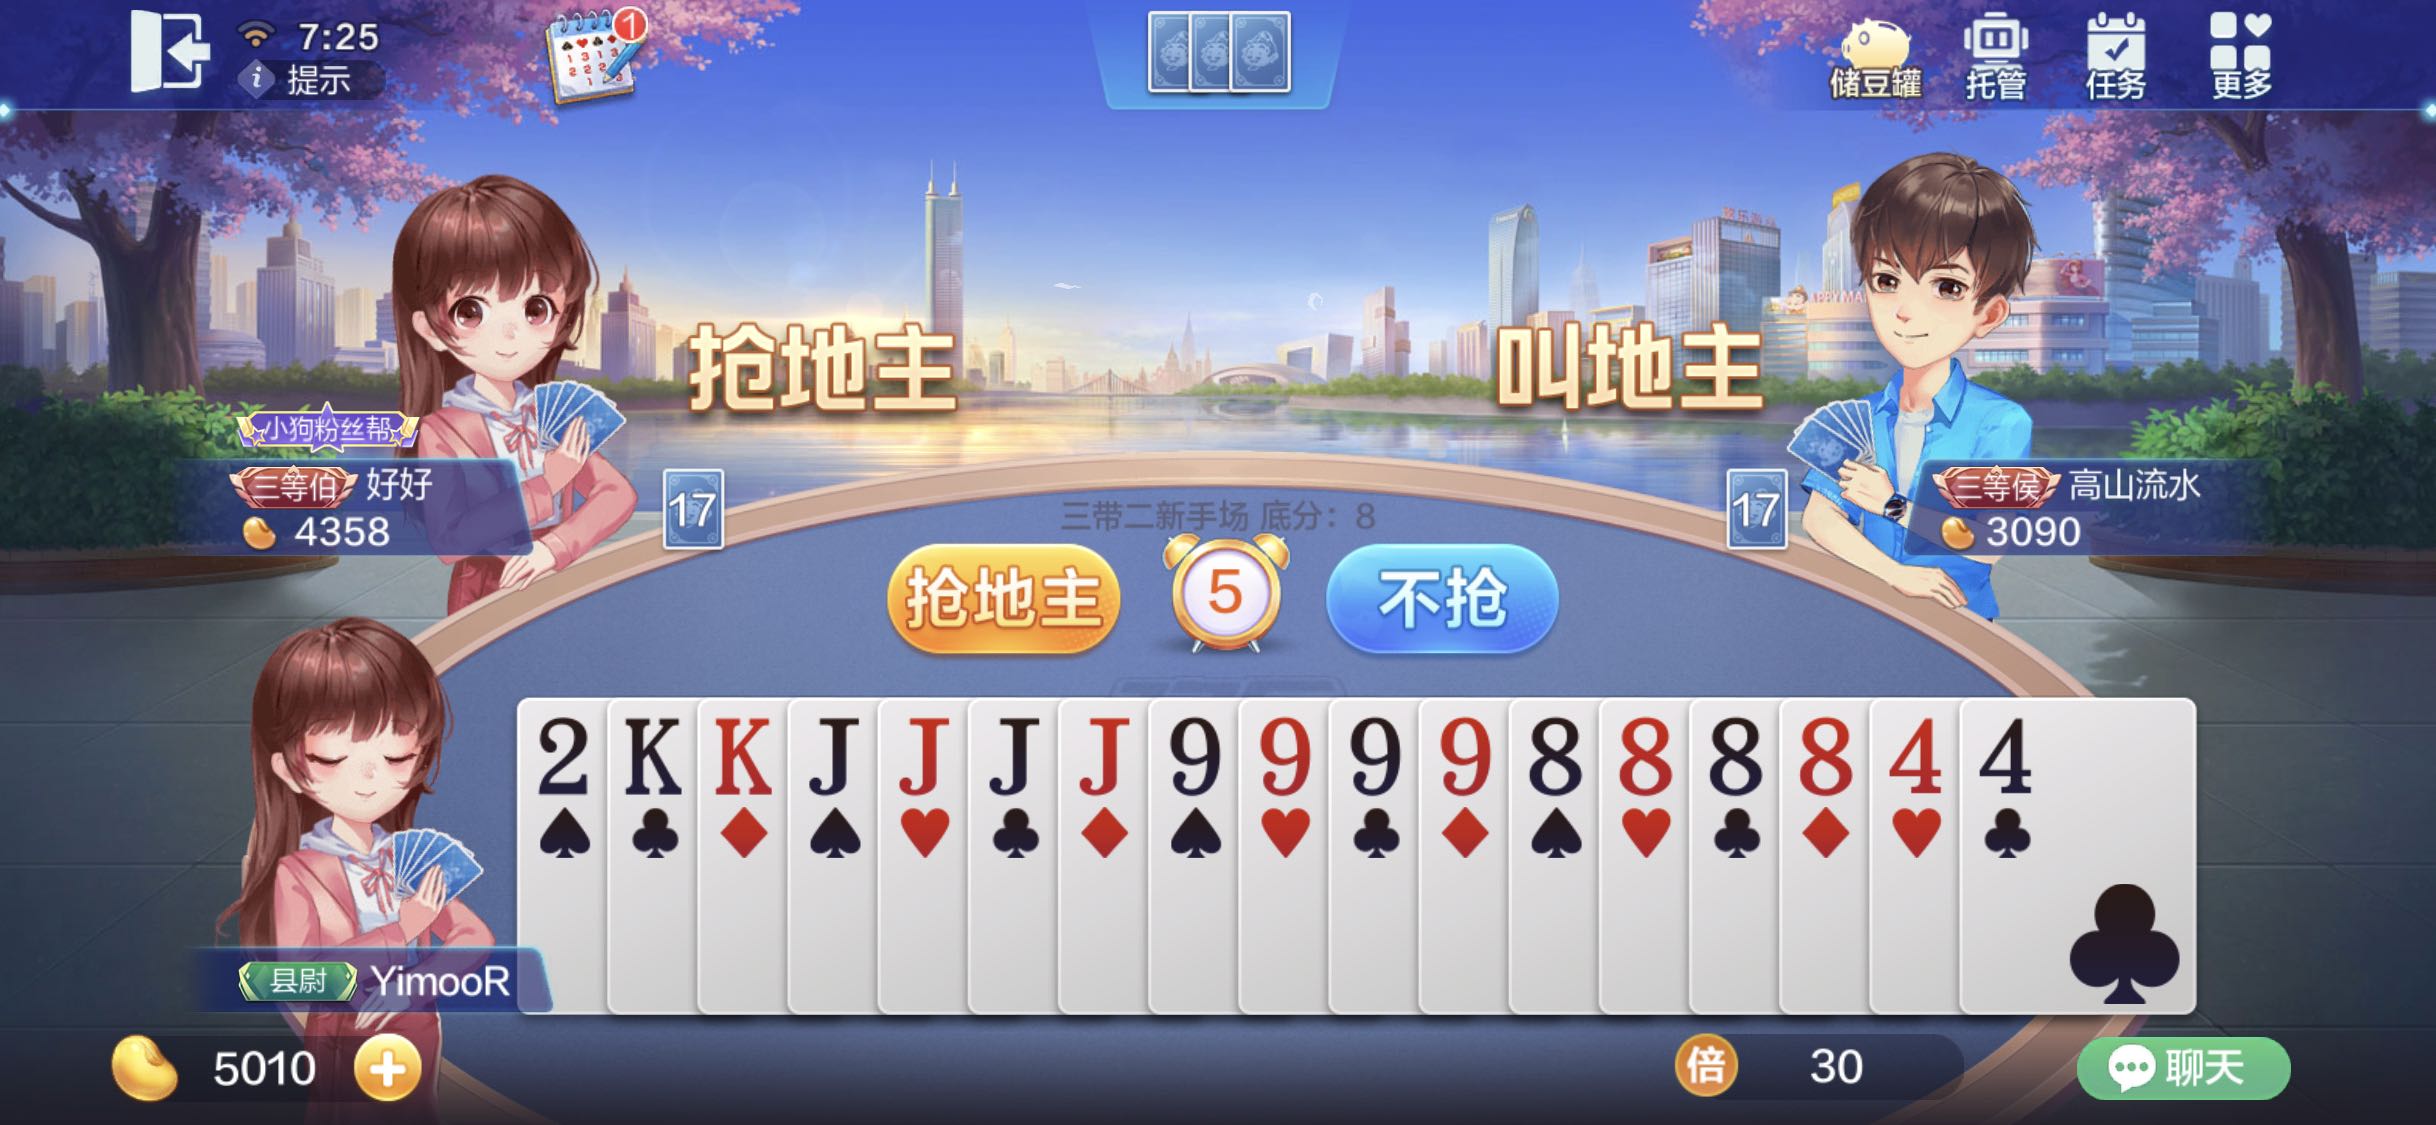 7:25
提示
1
储豆罐
托管
任务
更多
抢地主
叫地主
小狗粉丝帮
三等伯 好好
4358
17
17
三等侯 高山流水
3090
三带二新手场 底分：8
抢地主
5
不抢
2 K K J J J J 9 9 9 9 8 8 8 8 4 4
县尉 YimooR
5010
倍 30
聊天